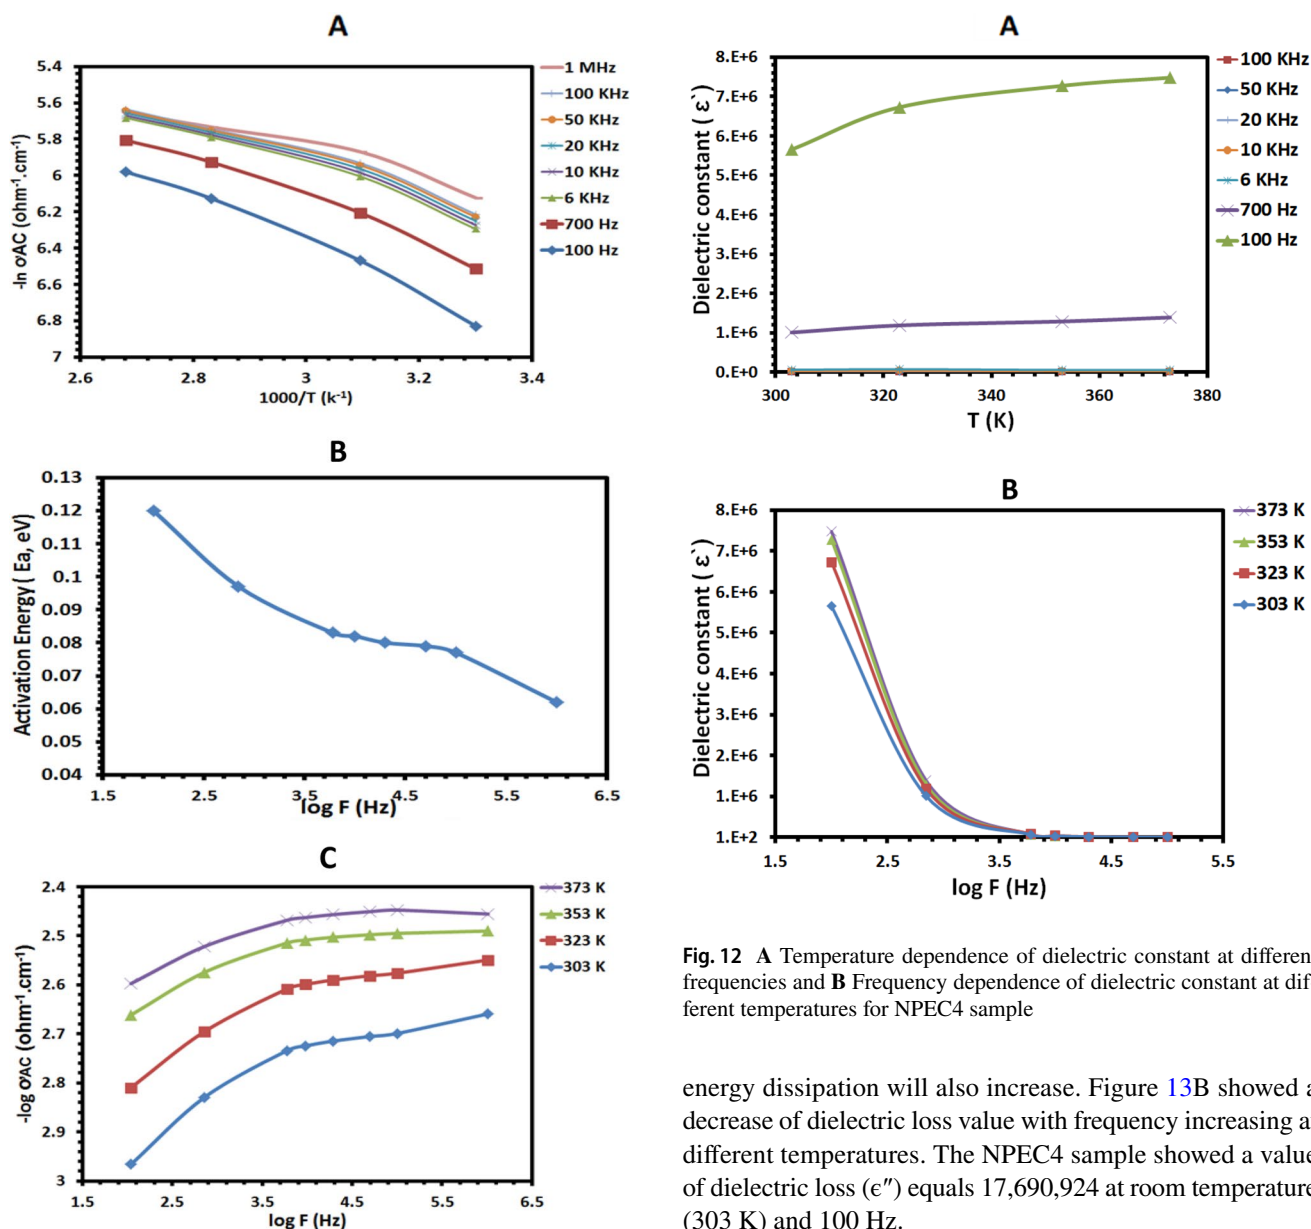 A
5.4
5.6
5.8
6
6.2
6.4
6.6
6.8
7
2.6
2.8
3
3.2
3.4
-ln σAC (ohm-1.cm-1)
1000/T (k-1)
1 MHz
100 KHz
50 KHz
20 KHz
10 KHz
6 KHz
700 Hz
100 Hz
B
0.13
0.12
0.11
0.1
0.09
0.08
0.07
0.06
0.05
0.04
1.5
2.5
3.5
4.5
5.5
6.5
Activation Energy ( Ea, eV)
log F (Hz)
C
2.4
2.5
2.6
2.7
2.8
2.9
3
1.5
2.5
3.5
4.5
5.5
6.5
-log σAC (ohm-1.cm-1)
log F (Hz)
373 K
353 K
323 K
303 K
A
8.E+6
7.E+6
6.E+6
5.E+6
4.E+6
3.E+6
2.E+6
1.E+6
0.E+0
300
320
340
360
380
Dielectric constant ( ε`)
T (K)
100 KHz
50 KHz
20 KHz
10 KHz
6 KHz
700 Hz
100 Hz
B
8.E+6
7.E+6
6.E+6
5.E+6
4.E+6
3.E+6
2.E+6
1.E+6
1.E+2
1.5
2.5
3.5
4.5
5.5
Dielectric constant ( ε`)
log F (Hz)
373 K
353 K
323 K
303 K
Fig. 12 A Temperature dependence of dielectric constant at differen
frequencies and B Frequency dependence of dielectric constant at dif
ferent temperatures for NPEC4 sample
energy dissipation will also increase. Figure 13B showed a
decrease of dielectric loss value with frequency increasing a
different temperatures. The NPEC4 sample showed a value
of dielectric loss (ϵ″) equals 17,690,924 at room temperature
(303 K) and 100 Hz.